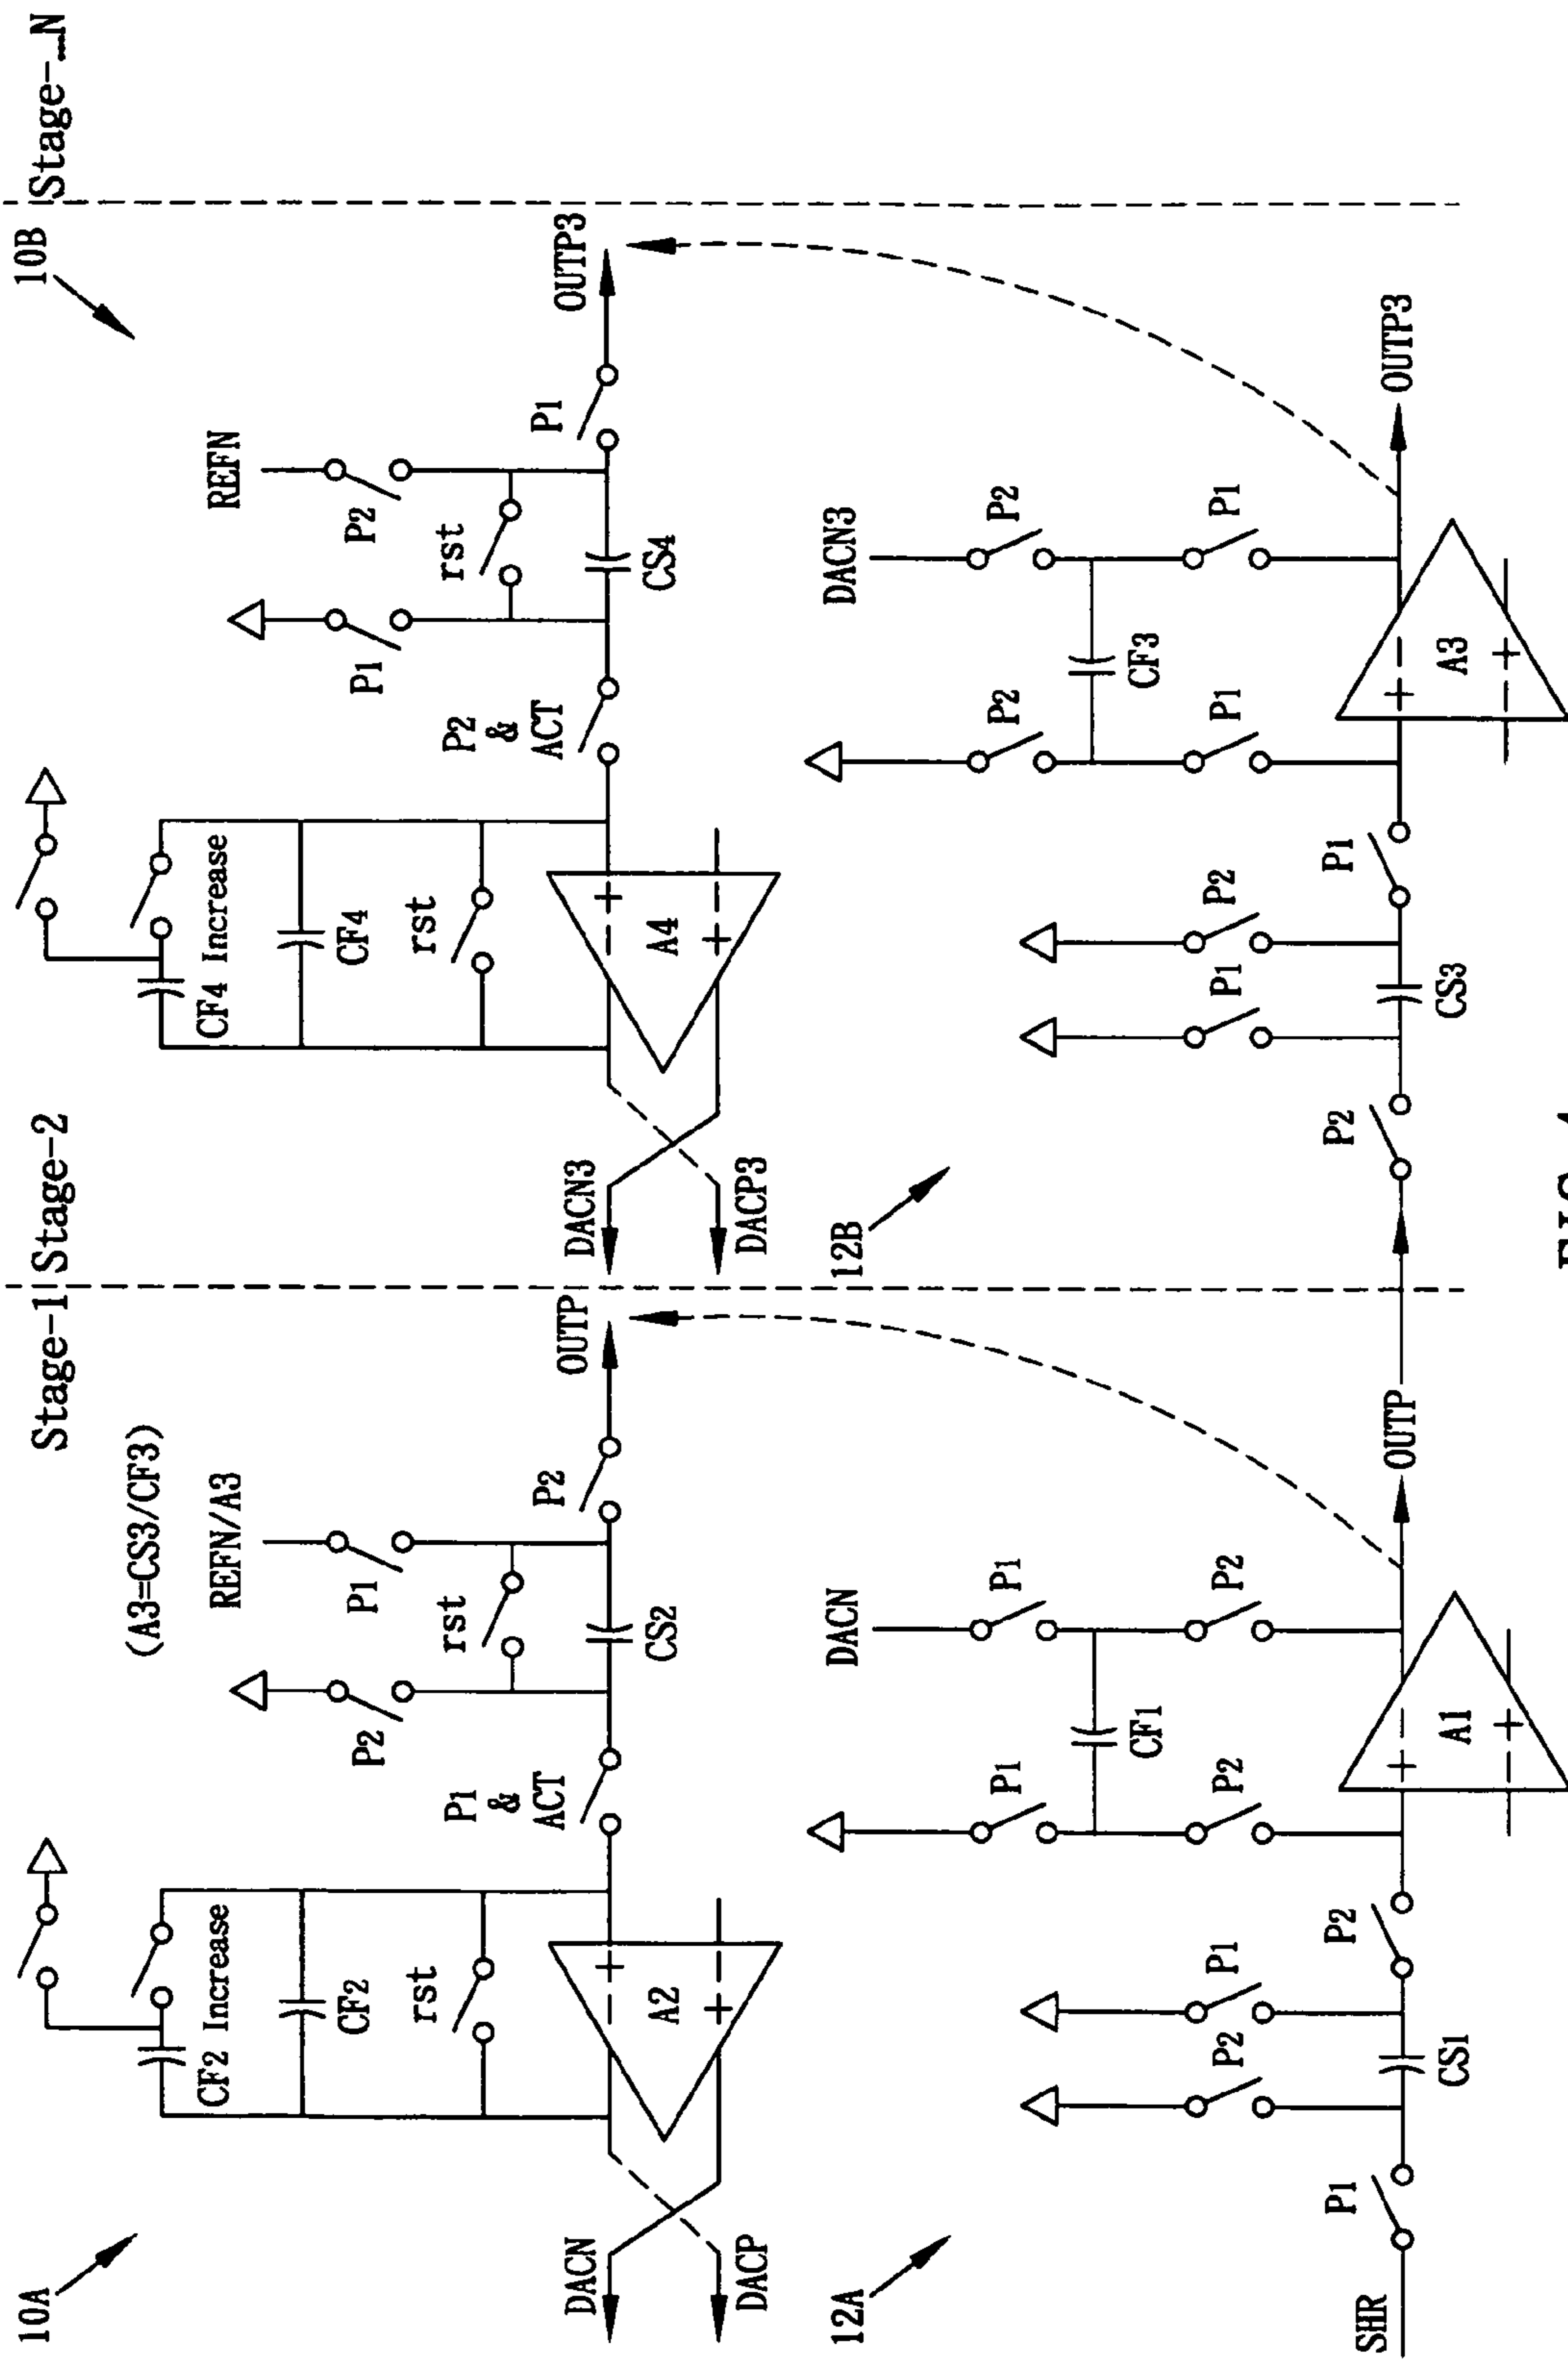 Stage-1
Stage-2
Stage-...N
10A
CF2 Increase
CF2
rst
A2
DACN
DACP
P1
&
ACT
P2
rst
P1
REFN/A3
(A3=CS3/CF3)
CS2
P2
OUTP
10B
CF4 Increase
CF4
rst
A4
DACN3
DACP3
P2
&
ACT
P1
rst
P2
REFN
CS4
P1
OUTP3
12A
SHR
P1
P2
P1
CS1
P2
P1
P2
CF1
DACN
P1
P2
A1
OUTP
12B
P2
P1
P2
CS3
P1
P2
P1
CF3
DACN3
P2
P1
A3
OUTP3